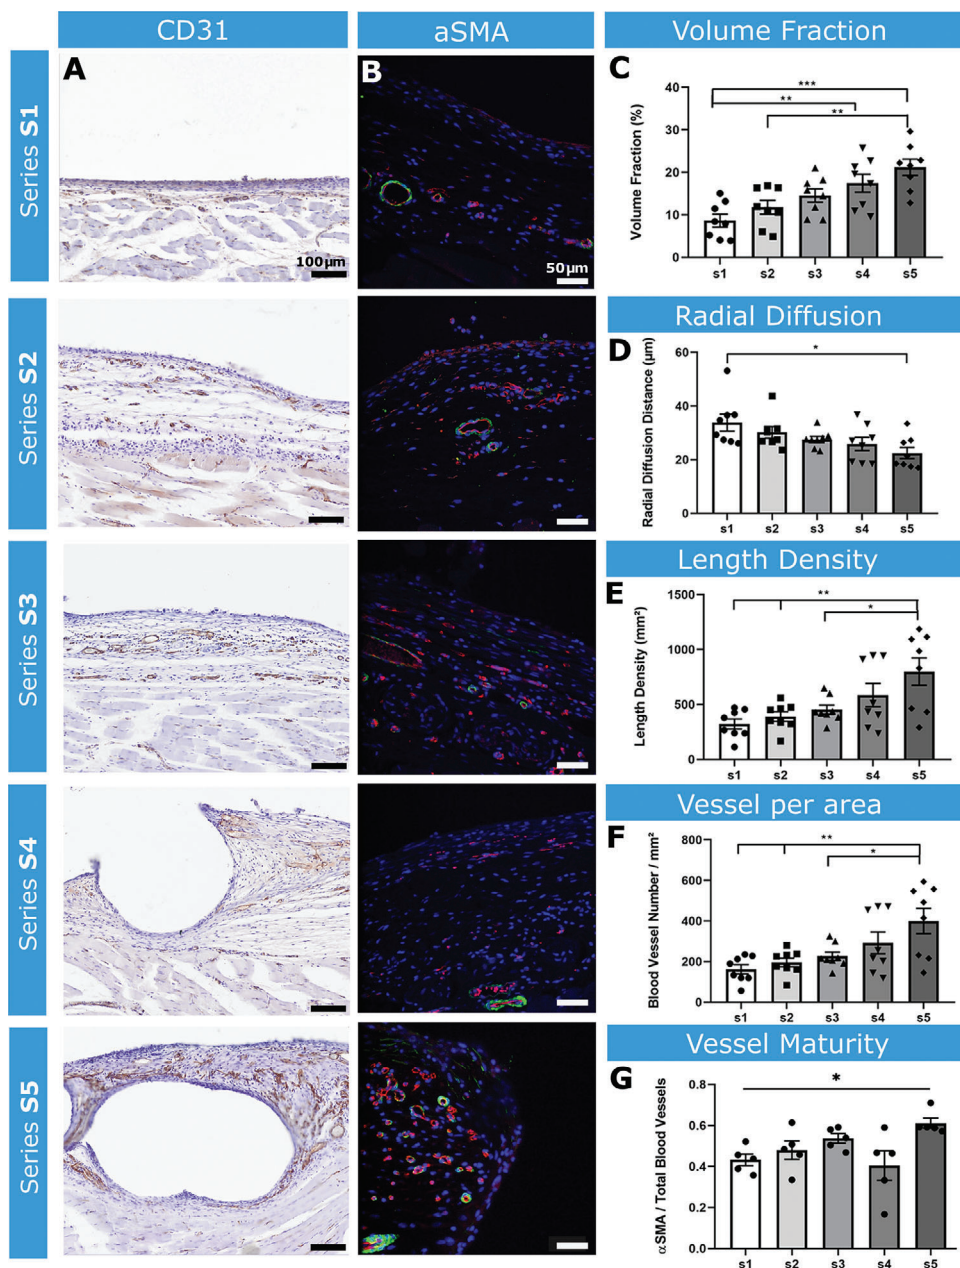 CD31
aSMA
Volume Fraction
Series S1
A
100µm
B
50µm
C
Volume Fraction (%)
40
30
20
10
0
***
**
**
s1 s2 s3 s4 s5
Series S2
Radial Diffusion
D
Radial Diffusion Distance (µm)
60
40
20
0
*
s1 s2 s3 s4 s5
Series S3
Length Density
E
Length Density (mm²)
1500
1000
500
0
**
*
s1 s2 s3 s4 s5
Series S4
Vessel per area
F
Blood Vessel Number / mm²
800
600
400
200
0
**
*
s1 s2 s3 s4 s5
Series S5
Vessel Maturity
G
αSMA / Total Blood Vessels
0.8
0.6
0.4
0.2
0.0
*
s1 s2 s3 s4 s5